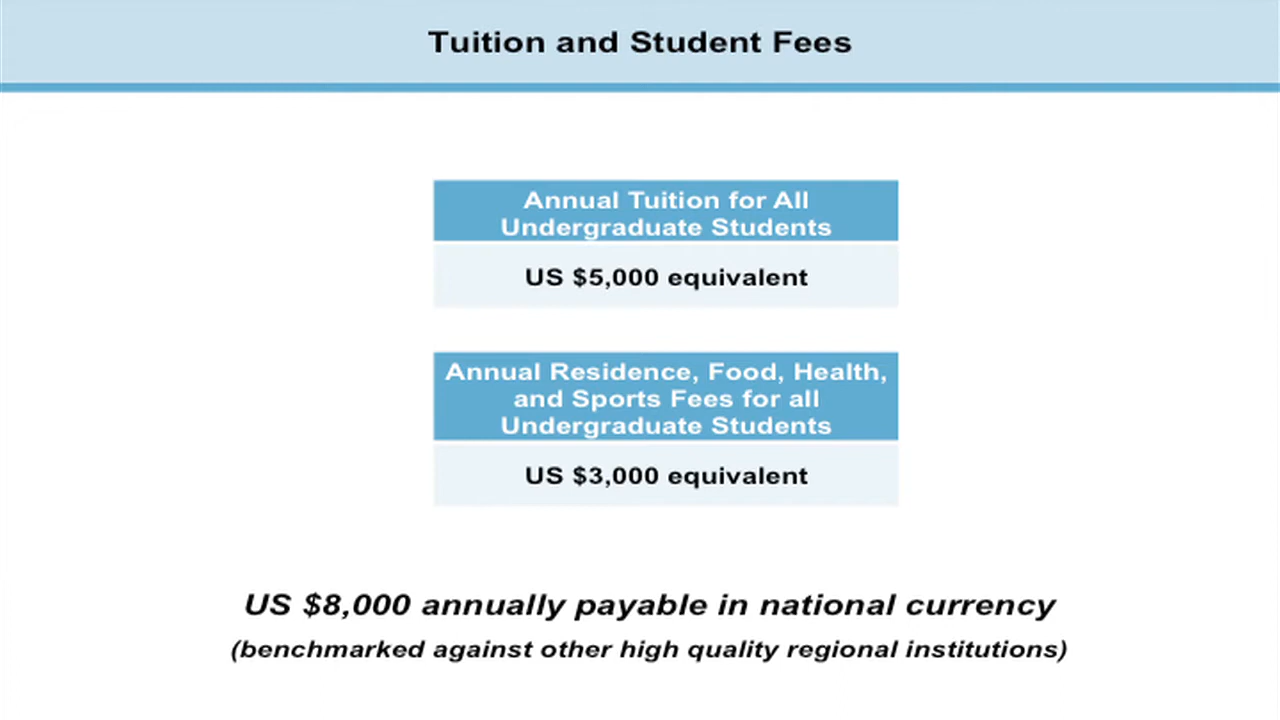 Tuition and Student Fees
Annual Tuition for All
Undergraduate Students
US $5,000 equivalent
Annual Residence, Food, Health,
and Sports Fees for all
Undergraduate Students
US $3,000 equivalent
US $8,000 annually payable in national currency
(benchmarked against other high quality regional institutions)